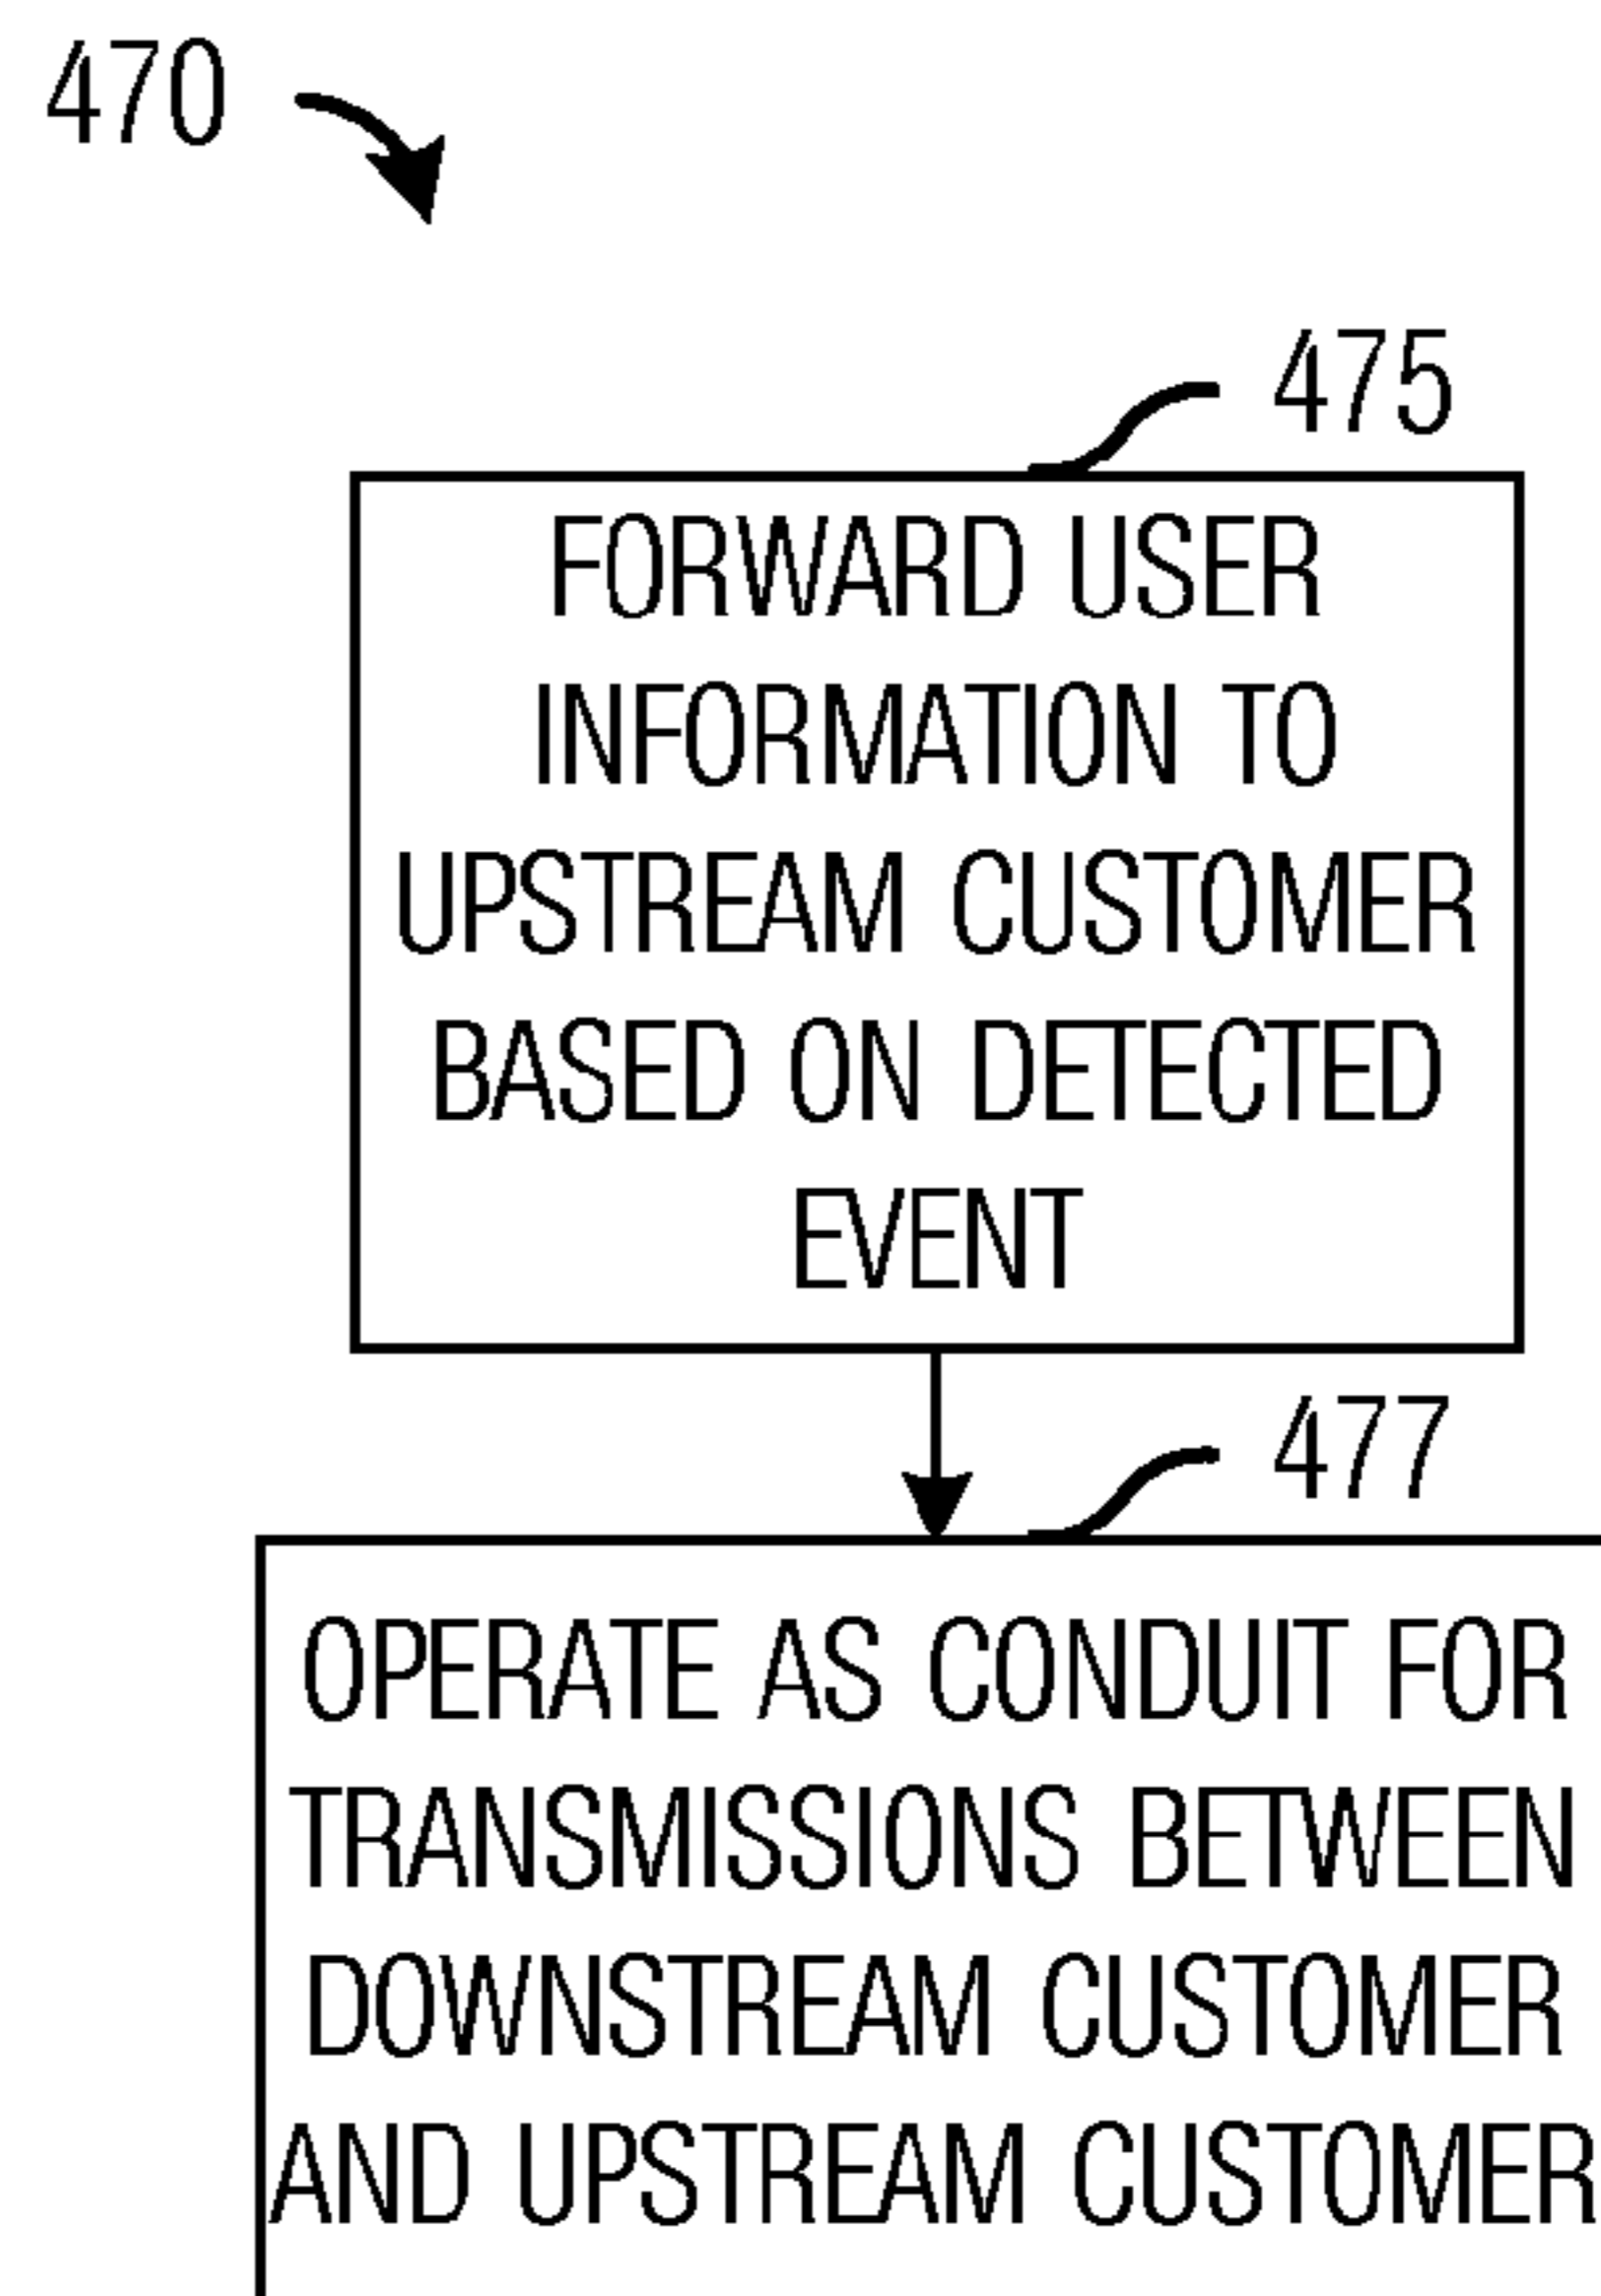 470
475
FORWARD USER
INFORMATION TO
UPSTREAM CUSTOMER
BASED ON DETECTED
EVENT
477
OPERATE AS CONDUIT FOR
TRANSMISSIONS BETWEEN
DOWNSTREAM CUSTOMER
AND UPSTREAM CUSTOMER